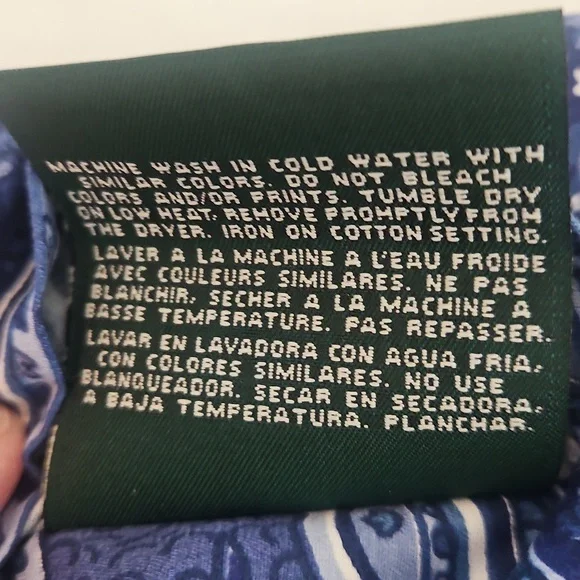 MACHINE WASH IN COLD WATER WITH
SIMILAR COLORS. DO NOT BLEACH
COLORS AND/OR PRINTS. TUMBLE DRY
ON LOW HEAT. REMOVE PROMPTLY FROM
THE DRYER. IRON ON COTTON SETTING.
LAVER A LA MACHINE A L'EAU FROIDE
AVEC COULEURS SIMILARES. NE PAS
BLANCHIR. SECHER A LA MACHINE A
BASSE TEMPERATURE. PAS REPASSER.
LAVAR EN LAVADORA CON AGUA FRIA.
CON COLORES SIMILARES. NO USE
BLANQUEADOR. SECAR EN SECADORA.
A BAJA TEMPERATURA. PLANCHAR.